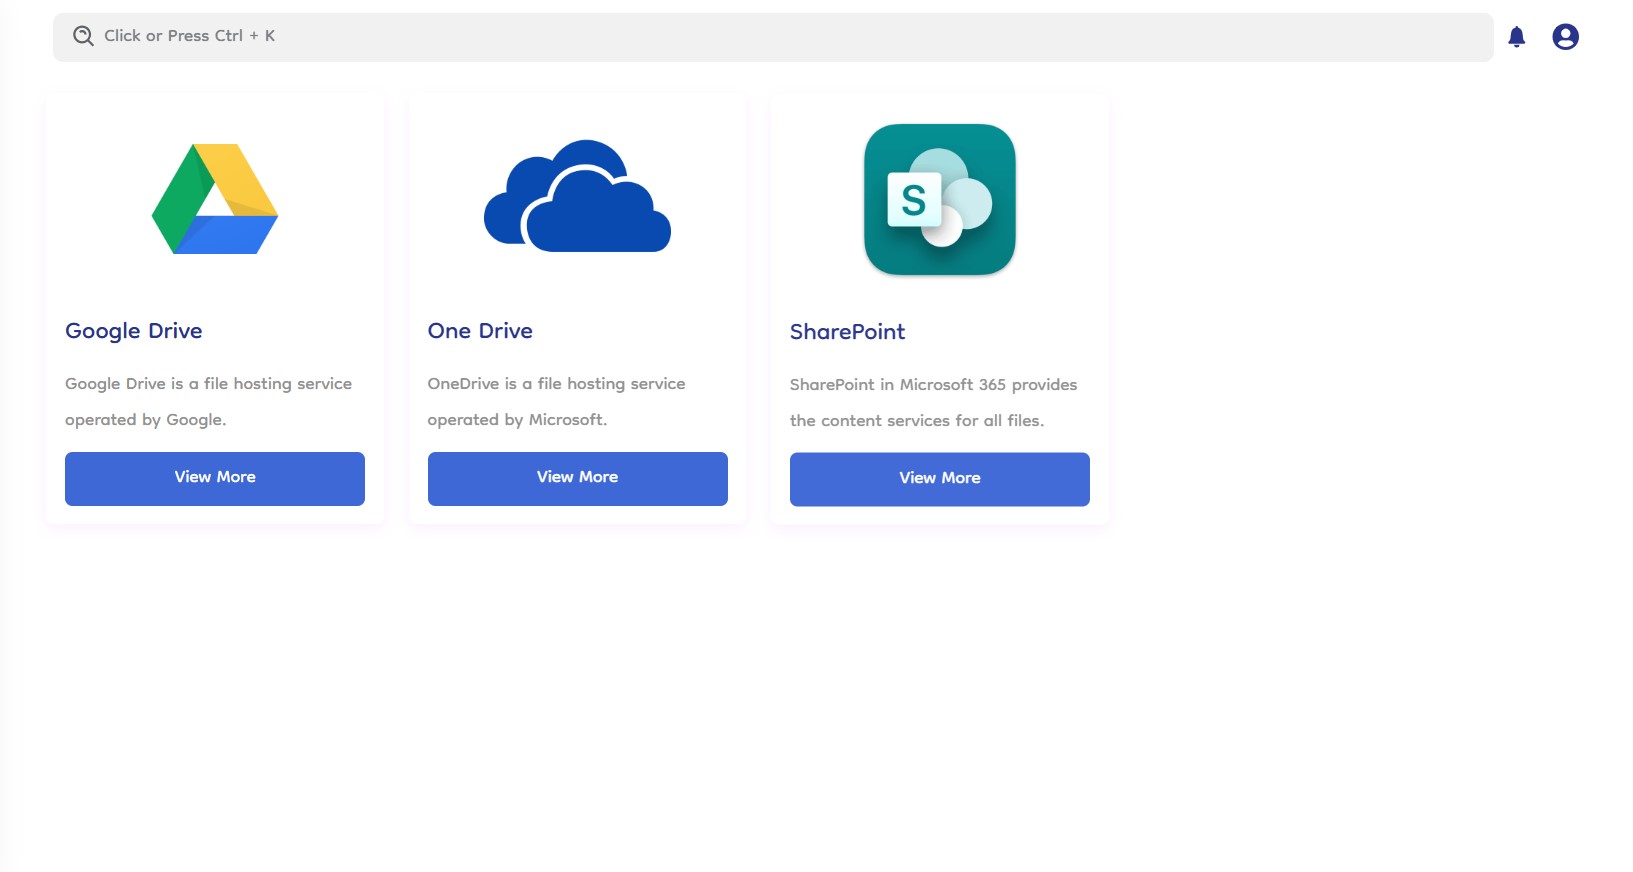 Click or Press Ctrl + K
S
Google Drive
One Drive
SharePoint
Google Drive is a file hosting service
operated by Google.
OneDrive is a file hosting service
operated by Microsoft.
SharePoint in Microsoft 365 provides
the content services for all files.
View More
View More
View More